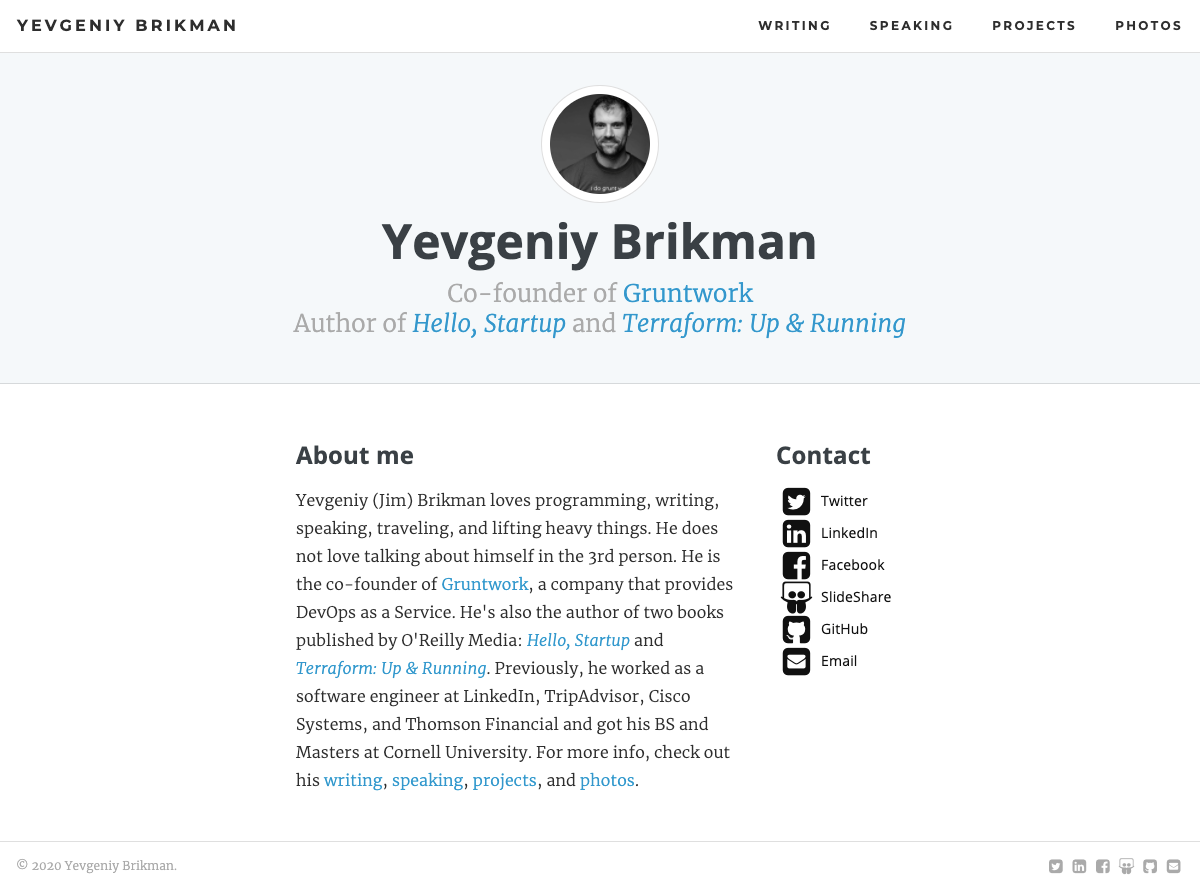 YEVGENIY BRIKMAN
WRITING SPEAKING PROJECTS PHOTOS
i do grunt
Yevgeniy Brikman
Co-founder of Gruntwork
Author of Hello, Startup and Terraform: Up & Running
About me
Yevgeniy (Jim) Brikman loves programming, writing,
speaking, traveling, and lifting heavy things. He does
not love talking about himself in the 3rd person. He is
the co-founder of Gruntwork, a company that provides
DevOps as a Service. He's also the author of two books
published by O'Reilly Media: Hello, Startup and
Terraform: Up & Running. Previously, he worked as a
software engineer at LinkedIn, TripAdvisor, Cisco
Systems, and Thomson Financial and got his BS and
Masters at Cornell University. For more info, check out
his writing, speaking, projects, and photos.
Contact
Twitter
LinkedIn
Facebook
SlideShare
GitHub
Email
© 2020 Yevgeniy Brikman.